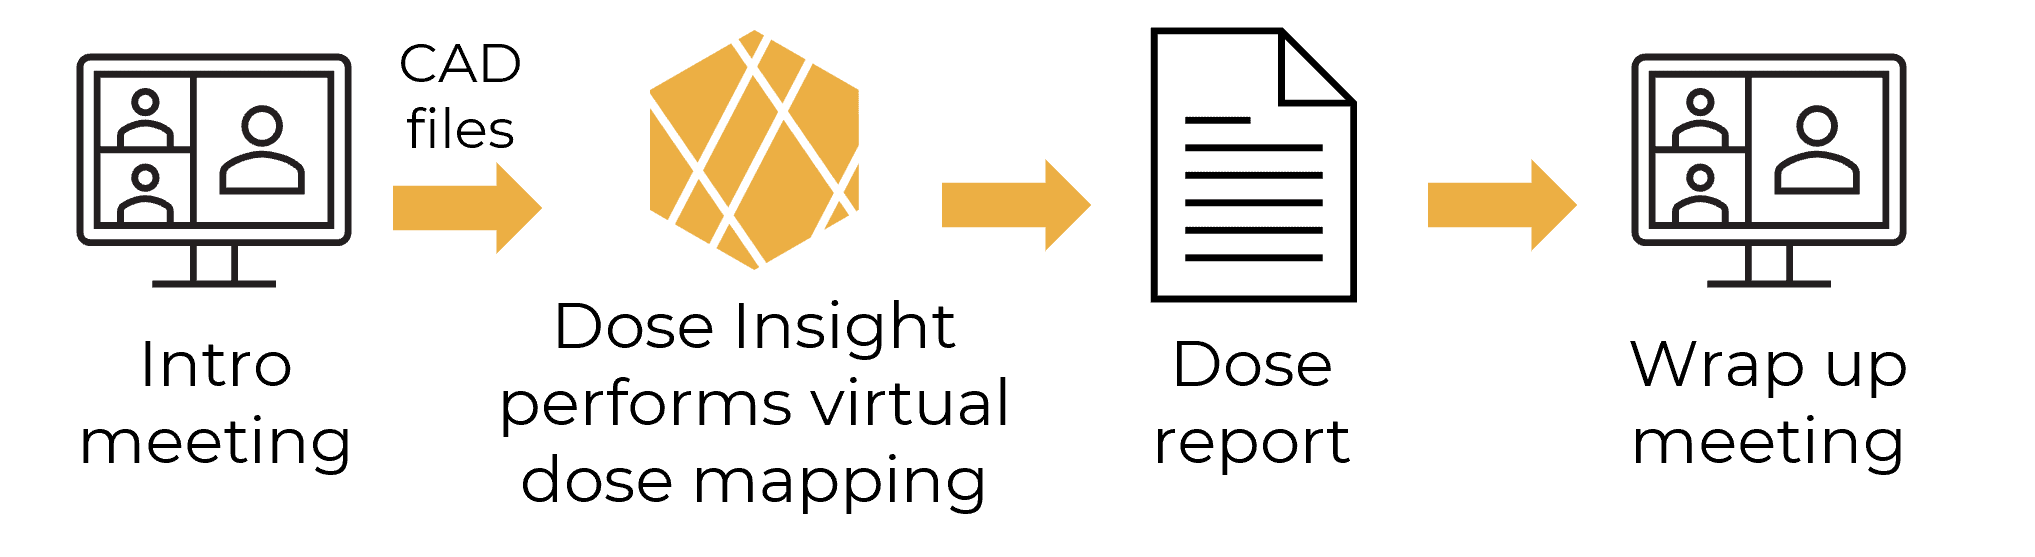 Intro
meeting
CAD
files
Dose Insight
performs virtual
dose mapping
Dose
report
Wrap up
meeting